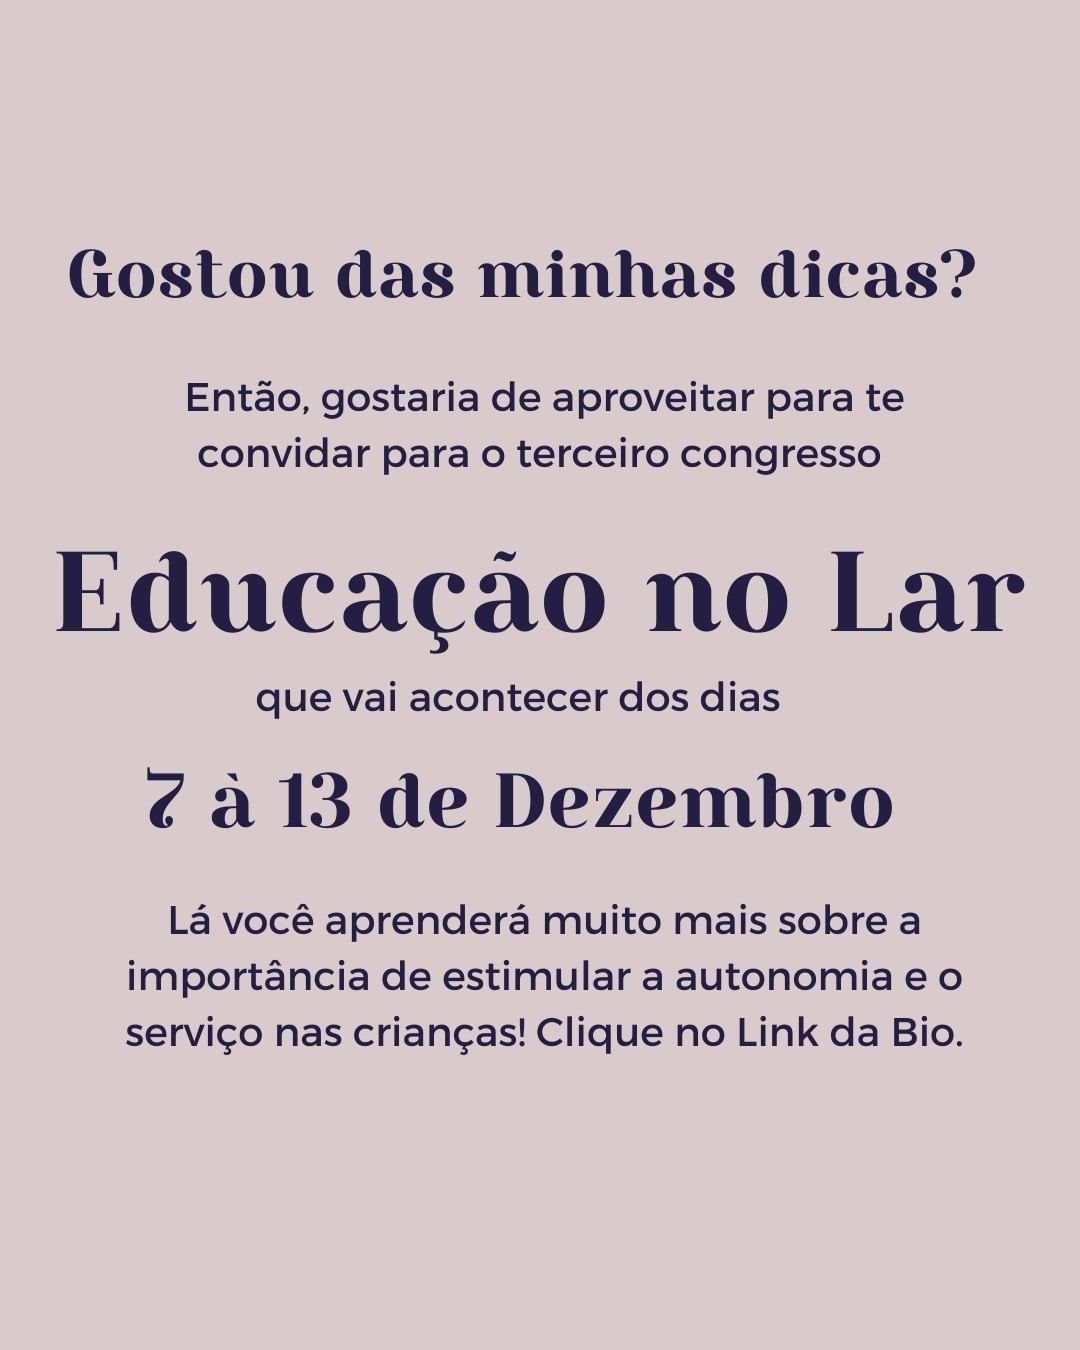 Gostou das minhas dicas?
Então, gostaria de aproveitar para te
convidar para o terceiro congresso
Educação no Lar
que vai acontecer dos dias
7 à 13 de Dezembro
Lá você aprenderá muito mais sobre a
importância de estimular a autonomia e o
serviço nas crianças! Clique no Link da Bio.